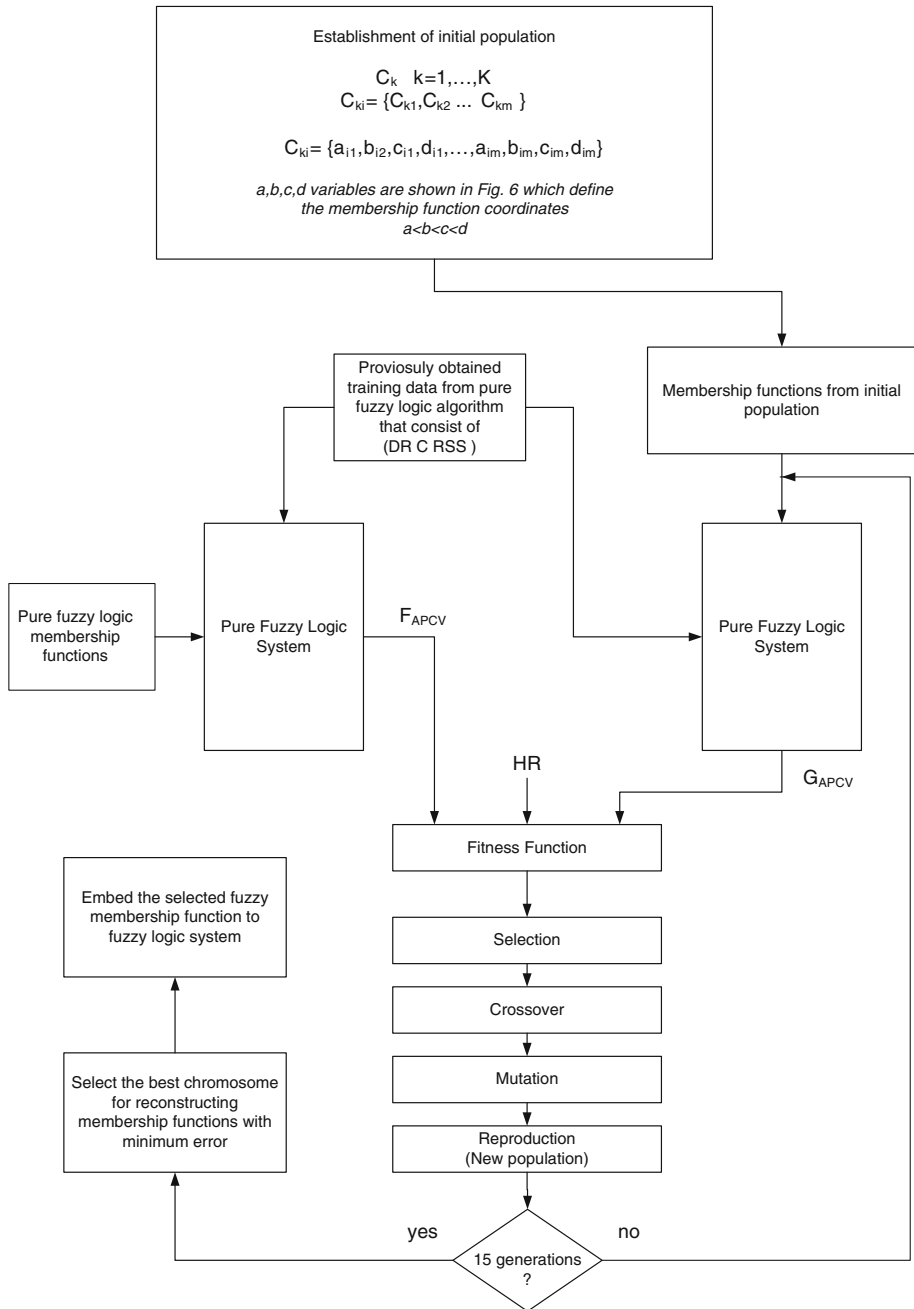 Establishment of initial population
C_k k=1,...,K
C_ki= {C_k1,C_k2 ... C_km }
C_ki= {a_i1,b_i2,c_i1,d_i1,...,a_im,b_im,c_im,d_im}
a,b,c,d variables are shown in Fig. 6 which define
the membership function coordinates
a<b<c<d
Proviosuly obtained
training data from pure
fuzzy logic algorithm
that consist of
(DR C RSS )
Membership functions from initial
population
Pure fuzzy logic
membership
functions
Pure Fuzzy Logic
System
F_APCV
Pure Fuzzy Logic
System
HR
G_APCV
Fitness Function
Embed the selected fuzzy
membership function to
fuzzy logic system
Selection
Crossover
Mutation
Select the best chromosome
for reconstructing
membership functions with
minimum error
Reproduction
(New population)
yes
no
15 generations
?